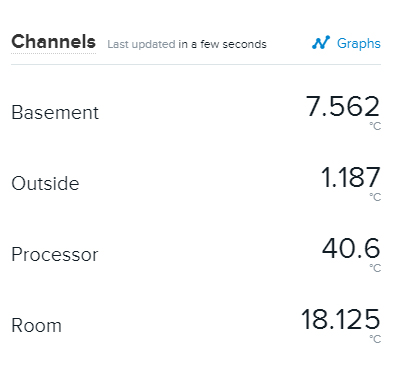 Channels Last updated in a few seconds Graphs
Basement 7.562
°C
Outside 1.187
°C
Processor 40.6
°C
Room 18.125
°C